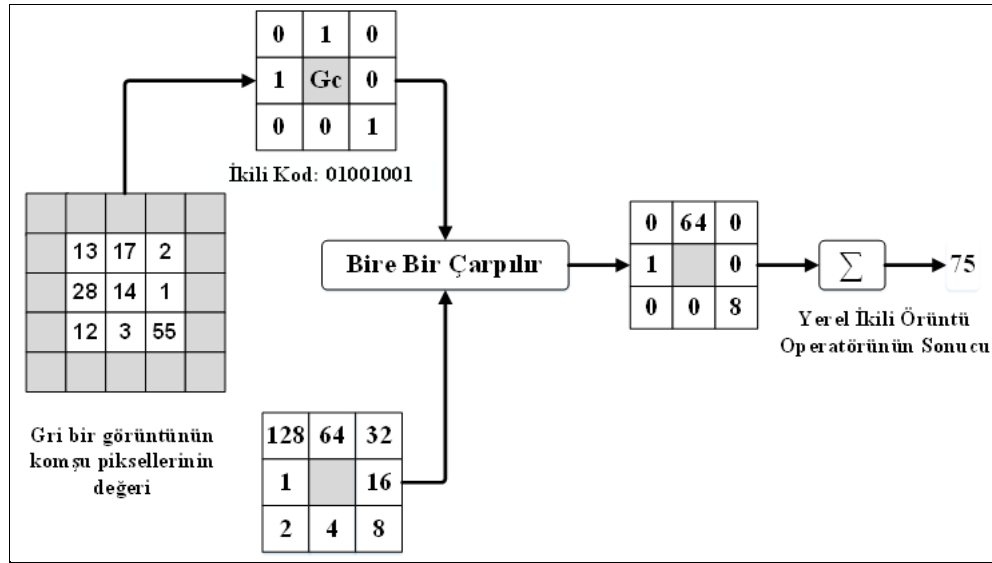 0 1 0
1 Gc 0
0 0 1
İkili Kod: 01001001
13 17 2
28 14 1
12 3 55
Gri bir görüntünün
komşu piksellerinin
değeri
128 64 32
1 16
2 4 8
Bire Bir Çarpılır
0 64 0
1 0
0 0 8
∑
75
Yerel İkili Örüntü
Operatörünün Sonucu